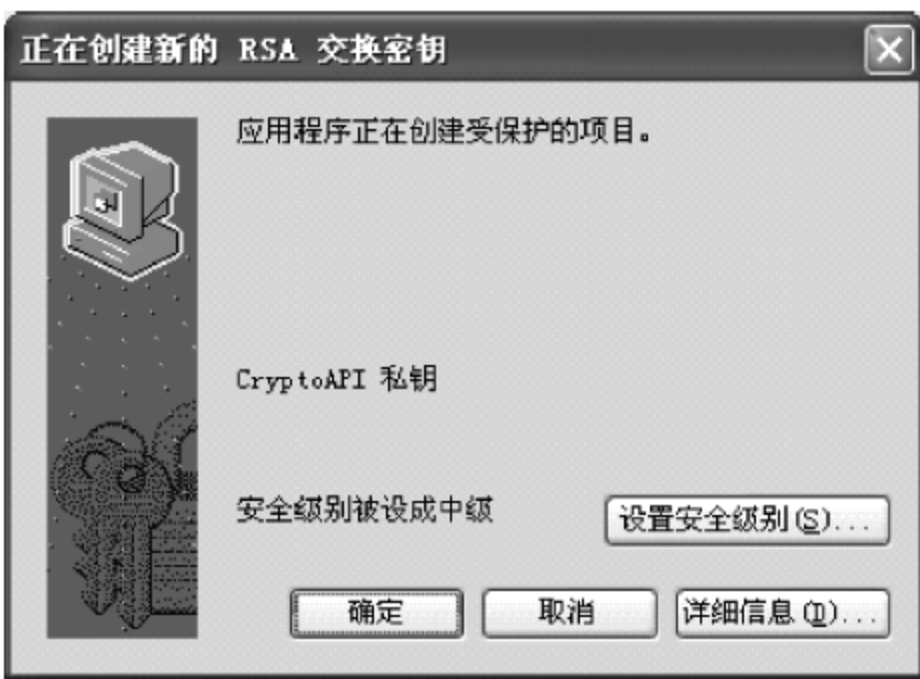 正在创建新的 RSA 交换密钥
应用程序正在创建受保护的项目。
CryptoAPI 私钥
安全级别被设成中级
设置安全级别(S)...
确定
取消
详细信息(D)...